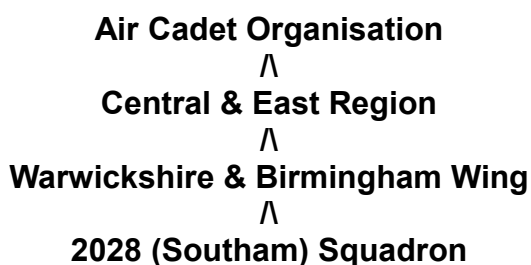 Air Cadet Organisation
/\
Central & East Region
/\
Warwickshire & Birmingham Wing
/\
2028 (Southam) Squadron